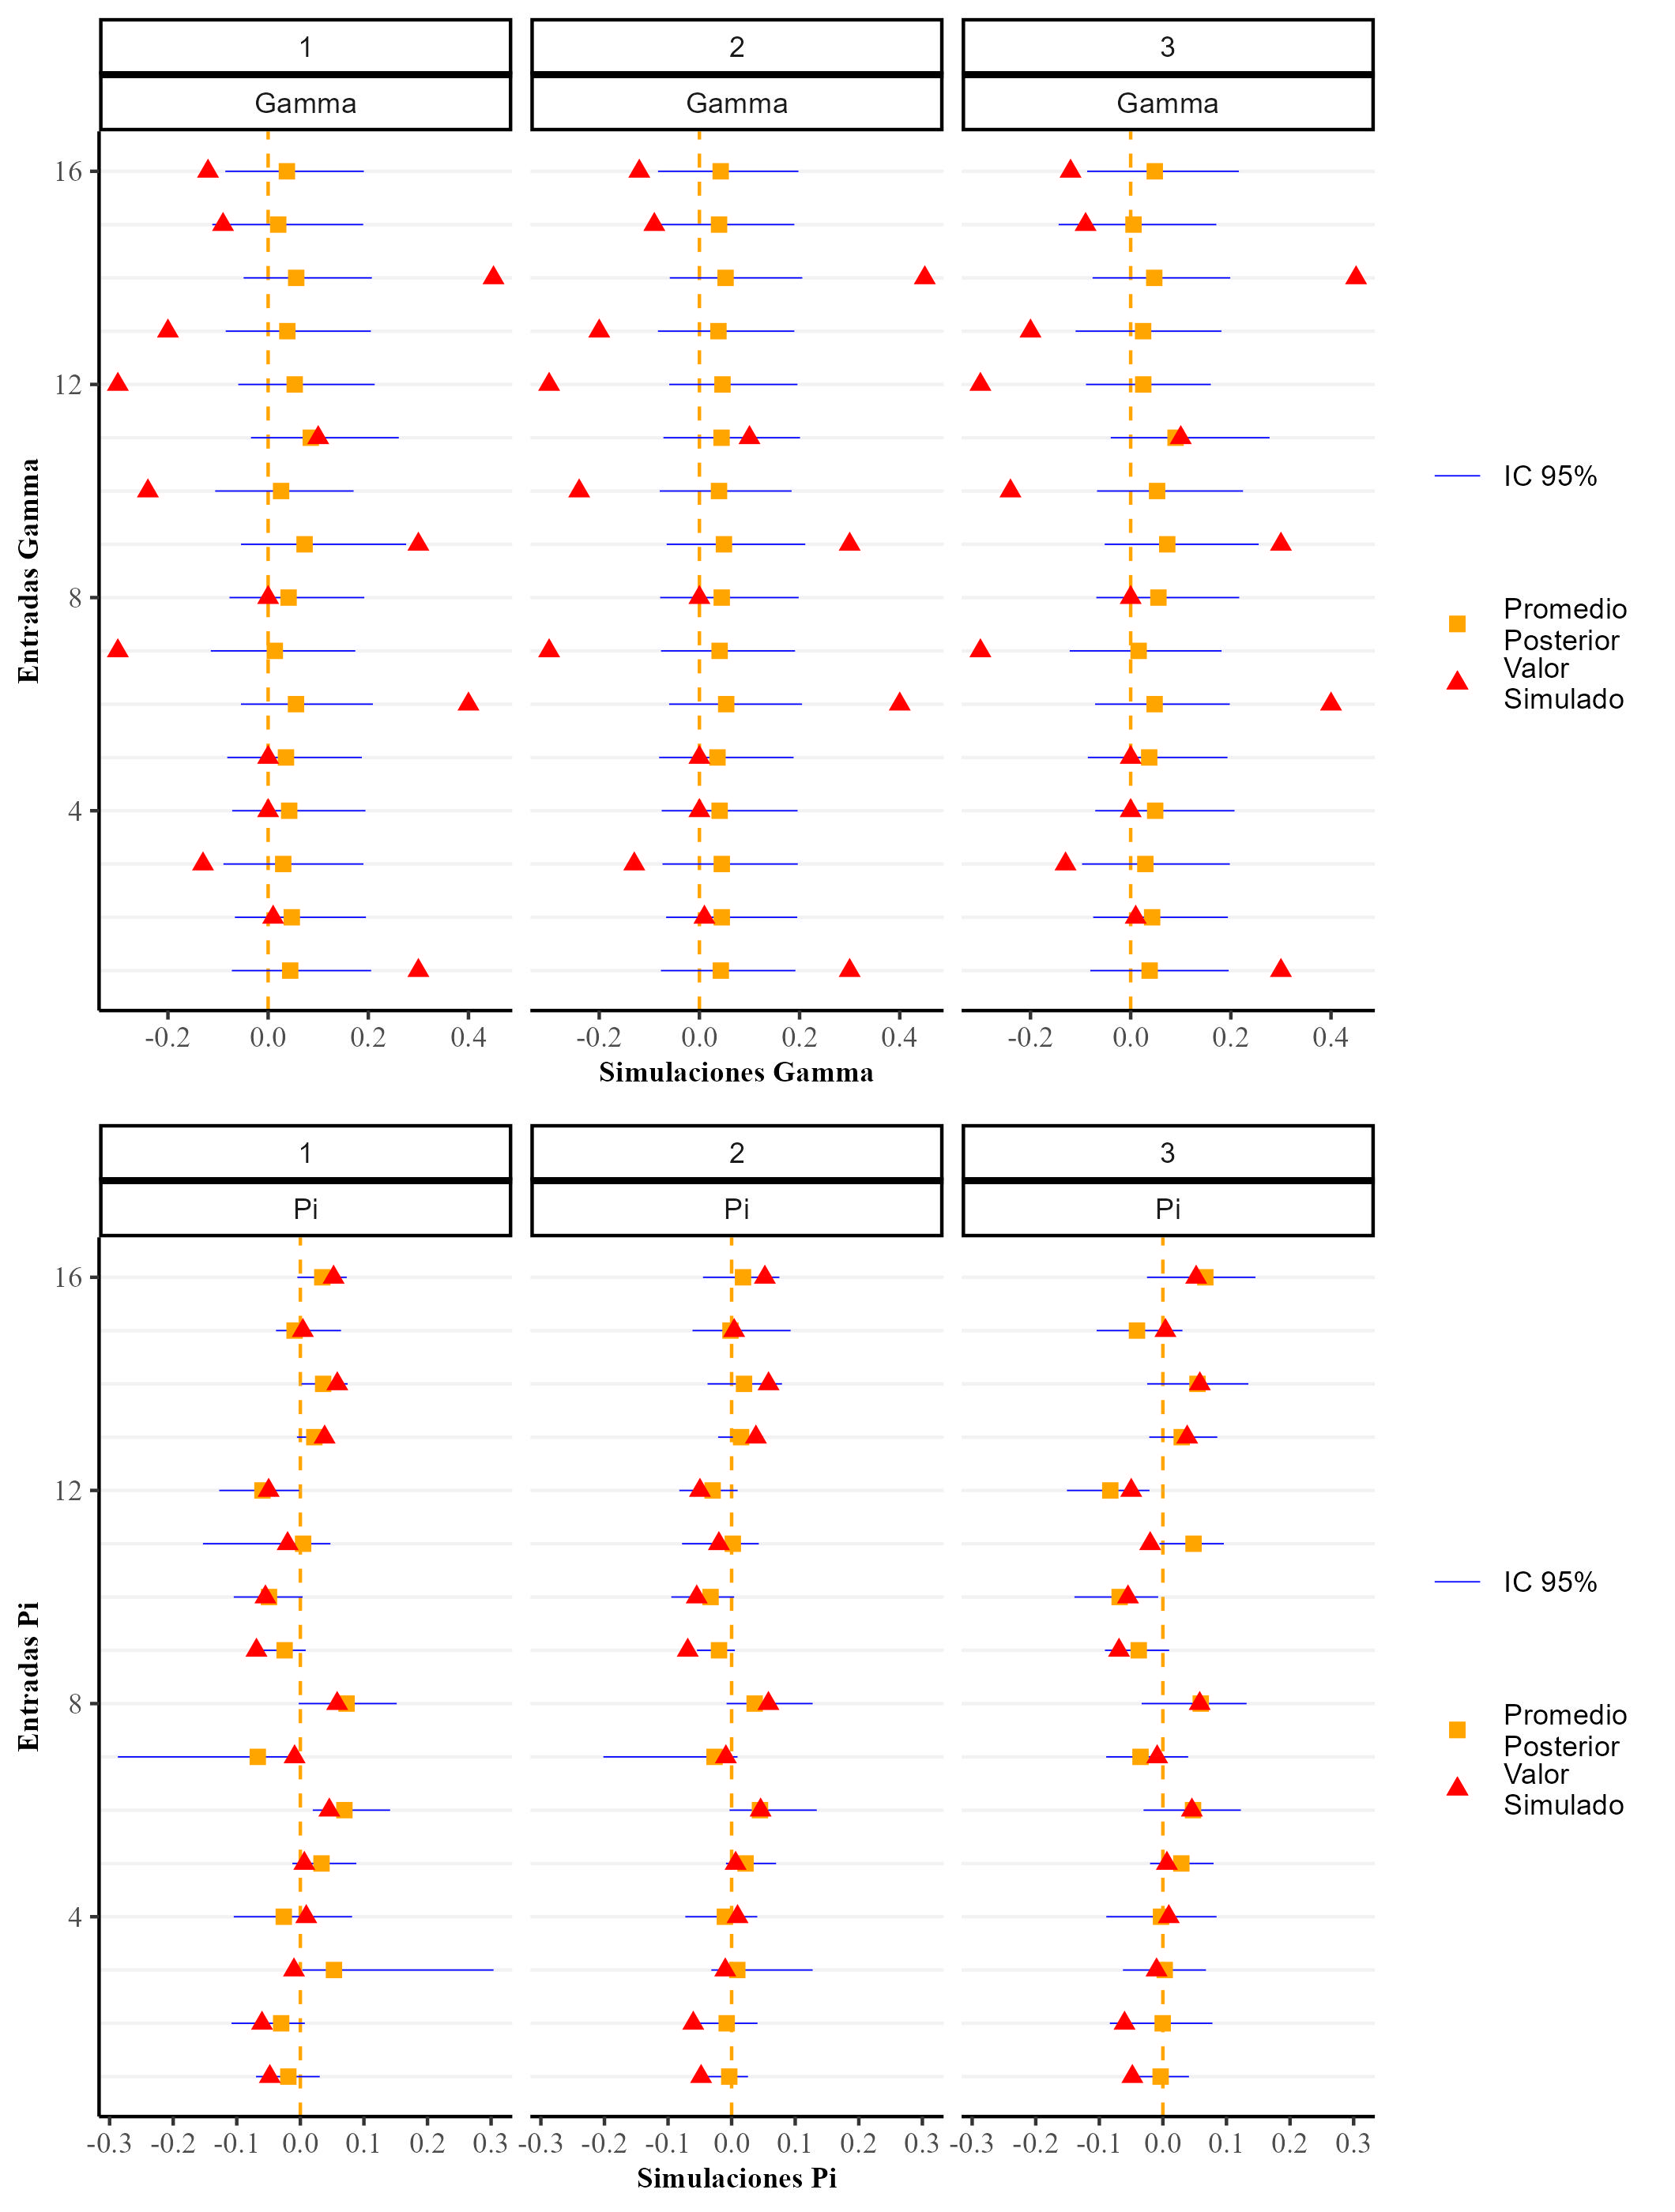 1 2 3
Gamma Gamma Gamma
16
12
8
4
Entradas Gamma
-0.2 0.0 0.2 0.4 -0.2 0.0 0.2 0.4 -0.2 0.0 0.2 0.4
Simulaciones Gamma
IC 95%
Promedio
Posterior
Valor
Simulado
1 2 3
Pi Pi Pi
16
12
8
4
Entradas Pi
-0.3 -0.2 -0.1 0.0 0.1 0.2 0.3 -0.3 -0.2 -0.1 0.0 0.1 0.2 0.3 -0.3 -0.2 -0.1 0.0 0.1 0.2 0.3
Simulaciones Pi
IC 95%
Promedio
Posterior
Valor
Simulado